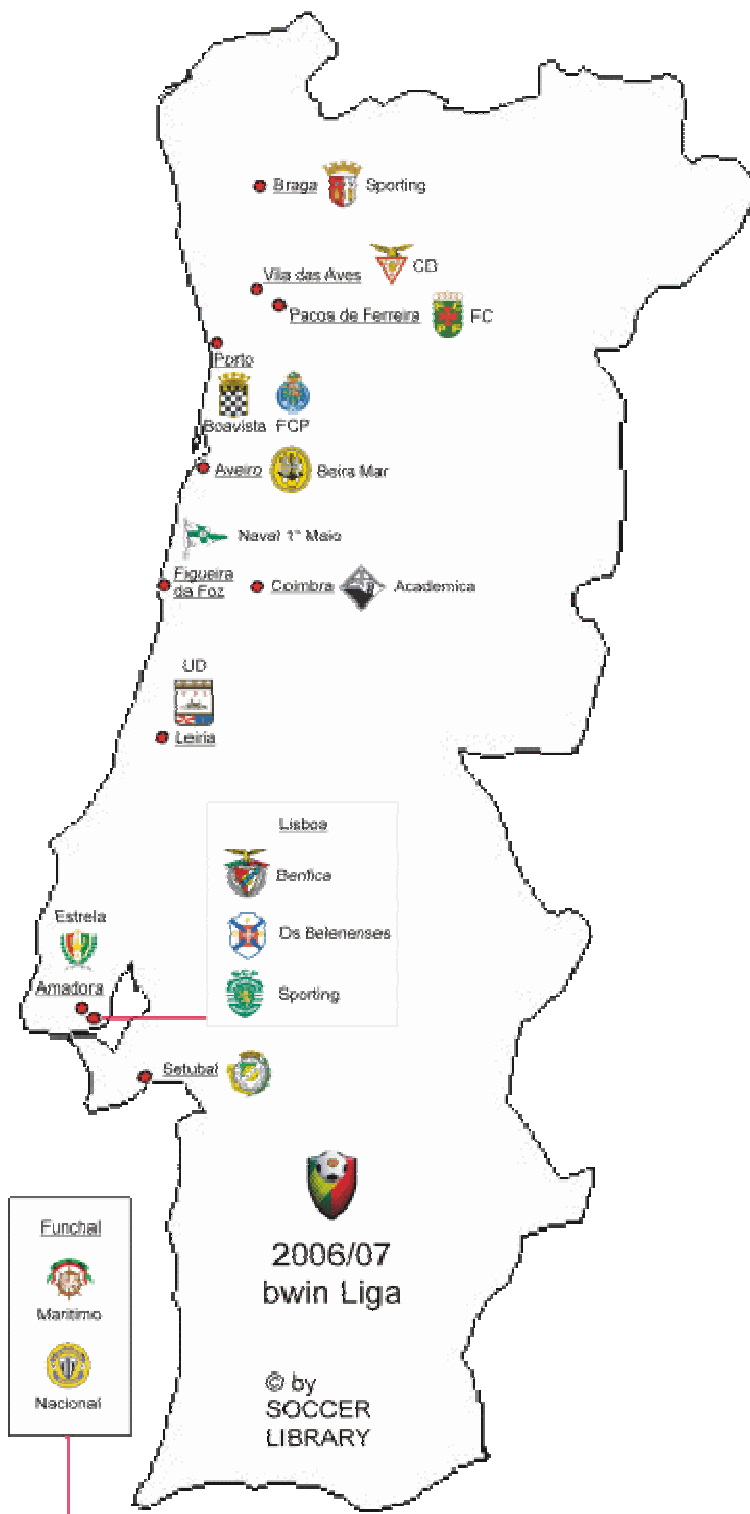 Braga Sporting
CD
Vila das Aves
Pacos de Ferreira FC
Porto
Boavista FCP
Aveiro Beira Mar
Naval 1° Maio
Figueira
da Foz
Coimbra Academica
UD
Leiria
Lisboa
Benfica
Os Belenenses
Sporting
Estrela
Amadora
Setubal
Funchal
Maritimo
Nacional
2006/07
bwin Liga
© by
SOCCER
LIBRARY